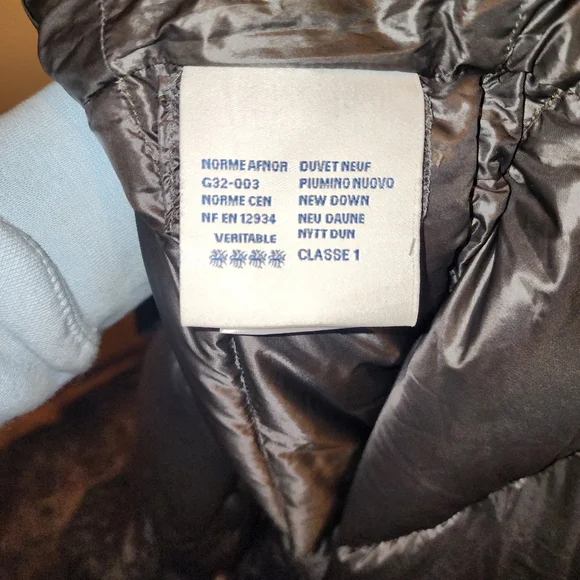 NORME AFNOR DUVET NEUF
G32-003 PIUMINO NUOVO
NORME CEN NEW DOWN
NF EN 12934 NEU DAUNE
VERITABLE NYTT DUN
CLASSE 1